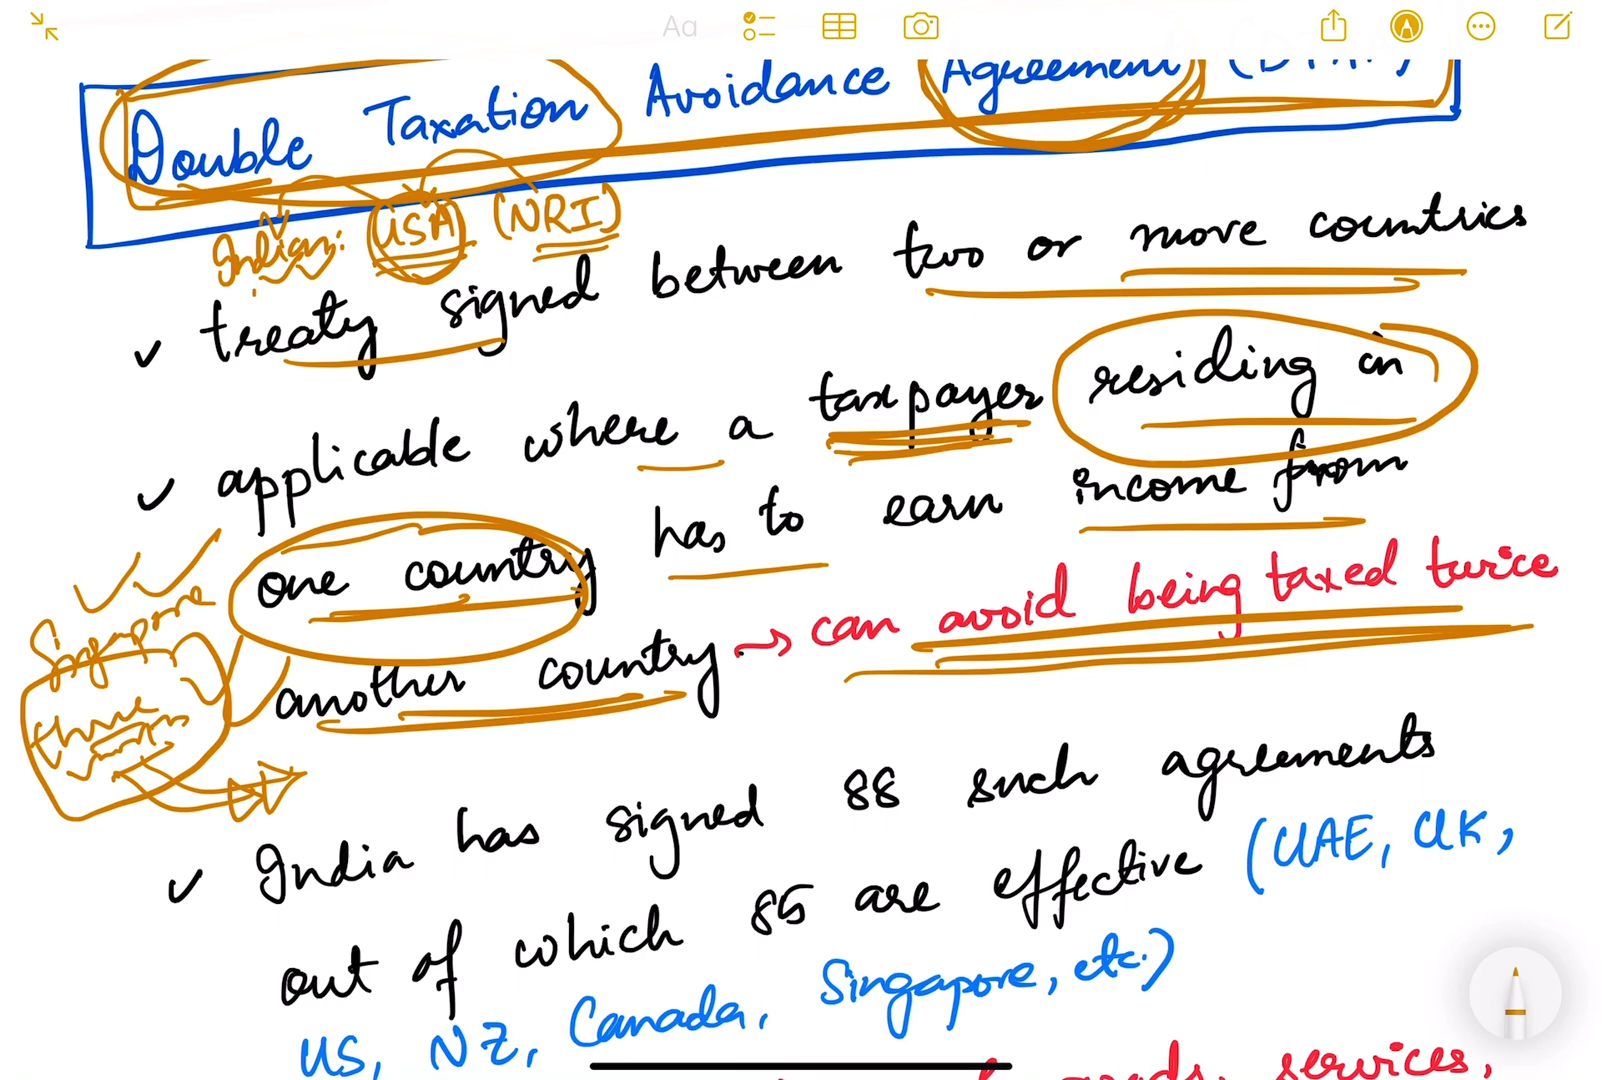 Aa
Double Taxation Avoidance Agreement
Indian: USA (NRI)
✓ treaty signed between two or more countries
✓ applicable where a taxpayer residing in
one country has to earn income from
another country → can avoid being taxed twice
Singapore
✓ India has signed 88 such agreements
out of which 85 are effective (UAE, UK,
US, NZ, Canada, Singapore, etc.)
goods, services,